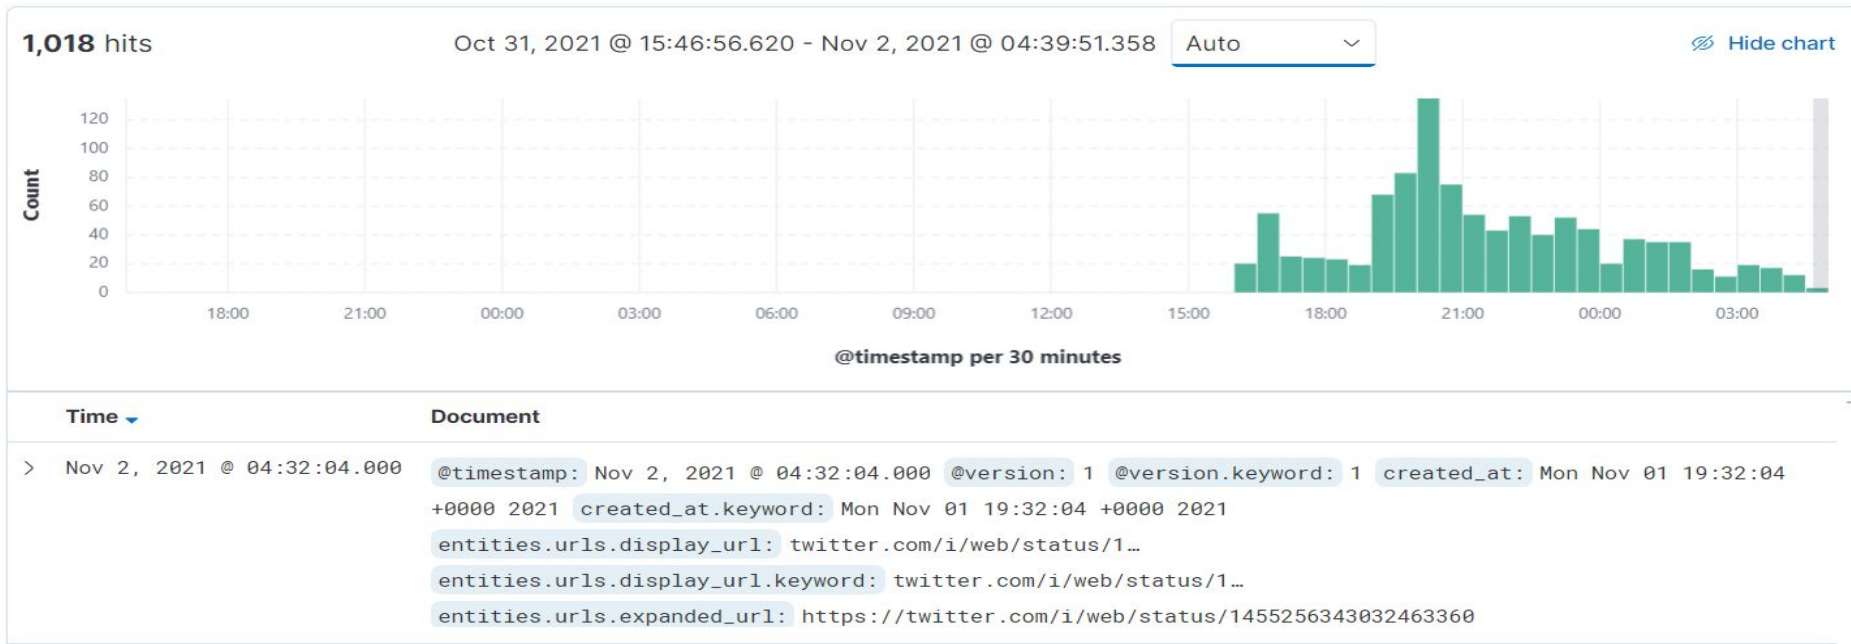 1,018 hits Oct 31, 2021 @ 15:46:56.620 - Nov 2, 2021 @ 04:39:51.358 Auto Hide chart
120
100
80
60
40
20
0
Count
18:00 21:00 00:00 03:00 06:00 09:00 12:00 15:00 18:00 21:00 00:00 03:00
@timestamp per 30 minutes
Time Document
Nov 2, 2021 @ 04:32:04.000 @timestamp: Nov 2, 2021 @ 04:32:04.000 @version: 1 @version.keyword: 1 created_at: Mon Nov 01 19:32:04
+0000 2021 created_at.keyword: Mon Nov 01 19:32:04 +0000 2021
entities.urls.display_url: twitter.com/i/web/status/1…
entities.urls.display_url.keyword: twitter.com/i/web/status/1…
entities.urls.expanded_url: https://twitter.com/i/web/status/1455256343032463360